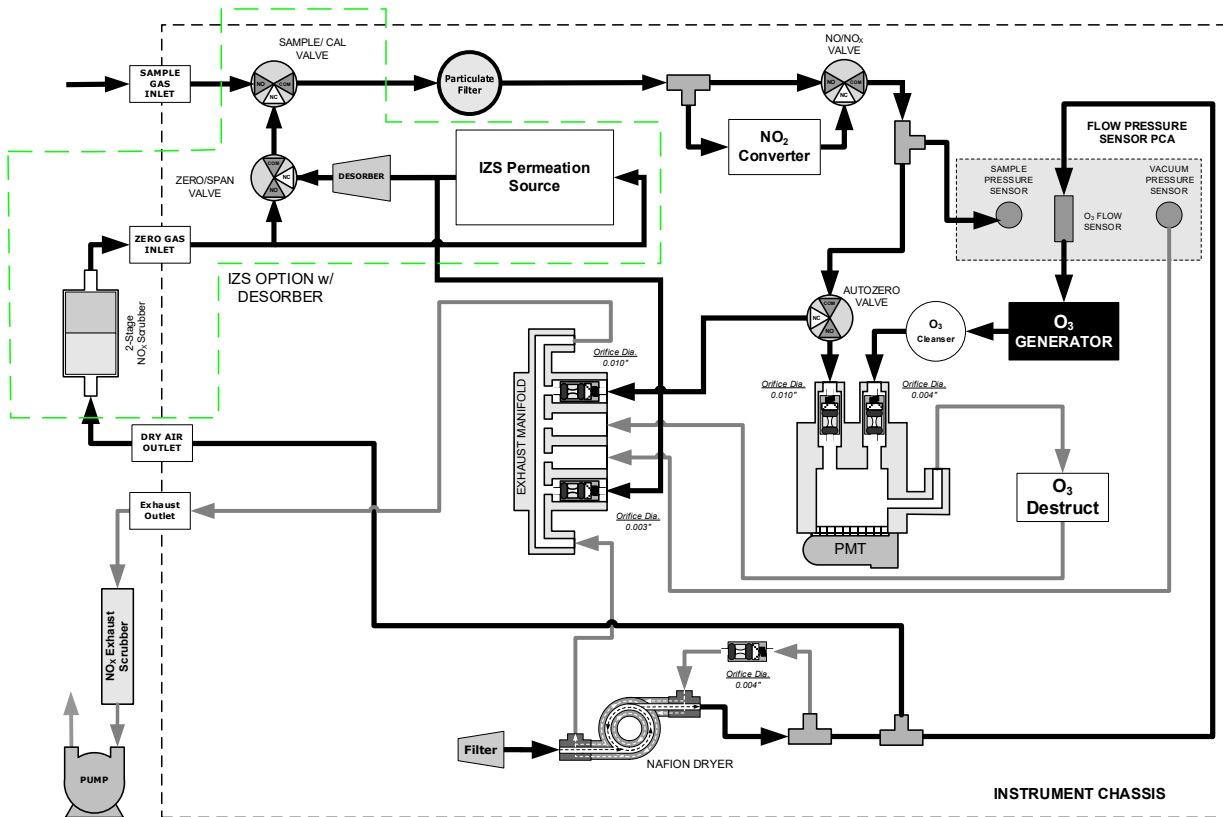 SAMPLE/ CAL
VALVE
NO/NOx
VALVE
SAMPLE
GAS
INLET
NO
COM
NC
Particulate
Filter
NO
COM
NC
NO2
Converter
FLOW PRESSURE
SENSOR PCA
SAMPLE
PRESSURE
SENSOR
VACUUM
PRESSURE
SENSOR
O3 FLOW
SENSOR
ZERO/SPAN
VALVE
COM
NC
NO
DESORBER
IZS Permeation
Source
ZERO GAS
INLET
IZS OPTION w/
DESORBER
2-Stage
NOx Scrubber
AUTOZERO
VALVE
COM
NC
NO
O3
Cleanser
O3
GENERATOR
Orifice Dia.
0.010"
Orifice Dia.
0.010"
Orifice Dia.
0.004"
EXHAUST MANIFOLD
DRY AIR
OUTLET
Exhaust
Outlet
Orifice Dia.
0.003"
O3
Destruct
PMT
NOX Exhaust
Scrubber
Orifice Dia.
0.004"
Filter
NAFION DRYER
PUMP
INSTRUMENT CHASSIS